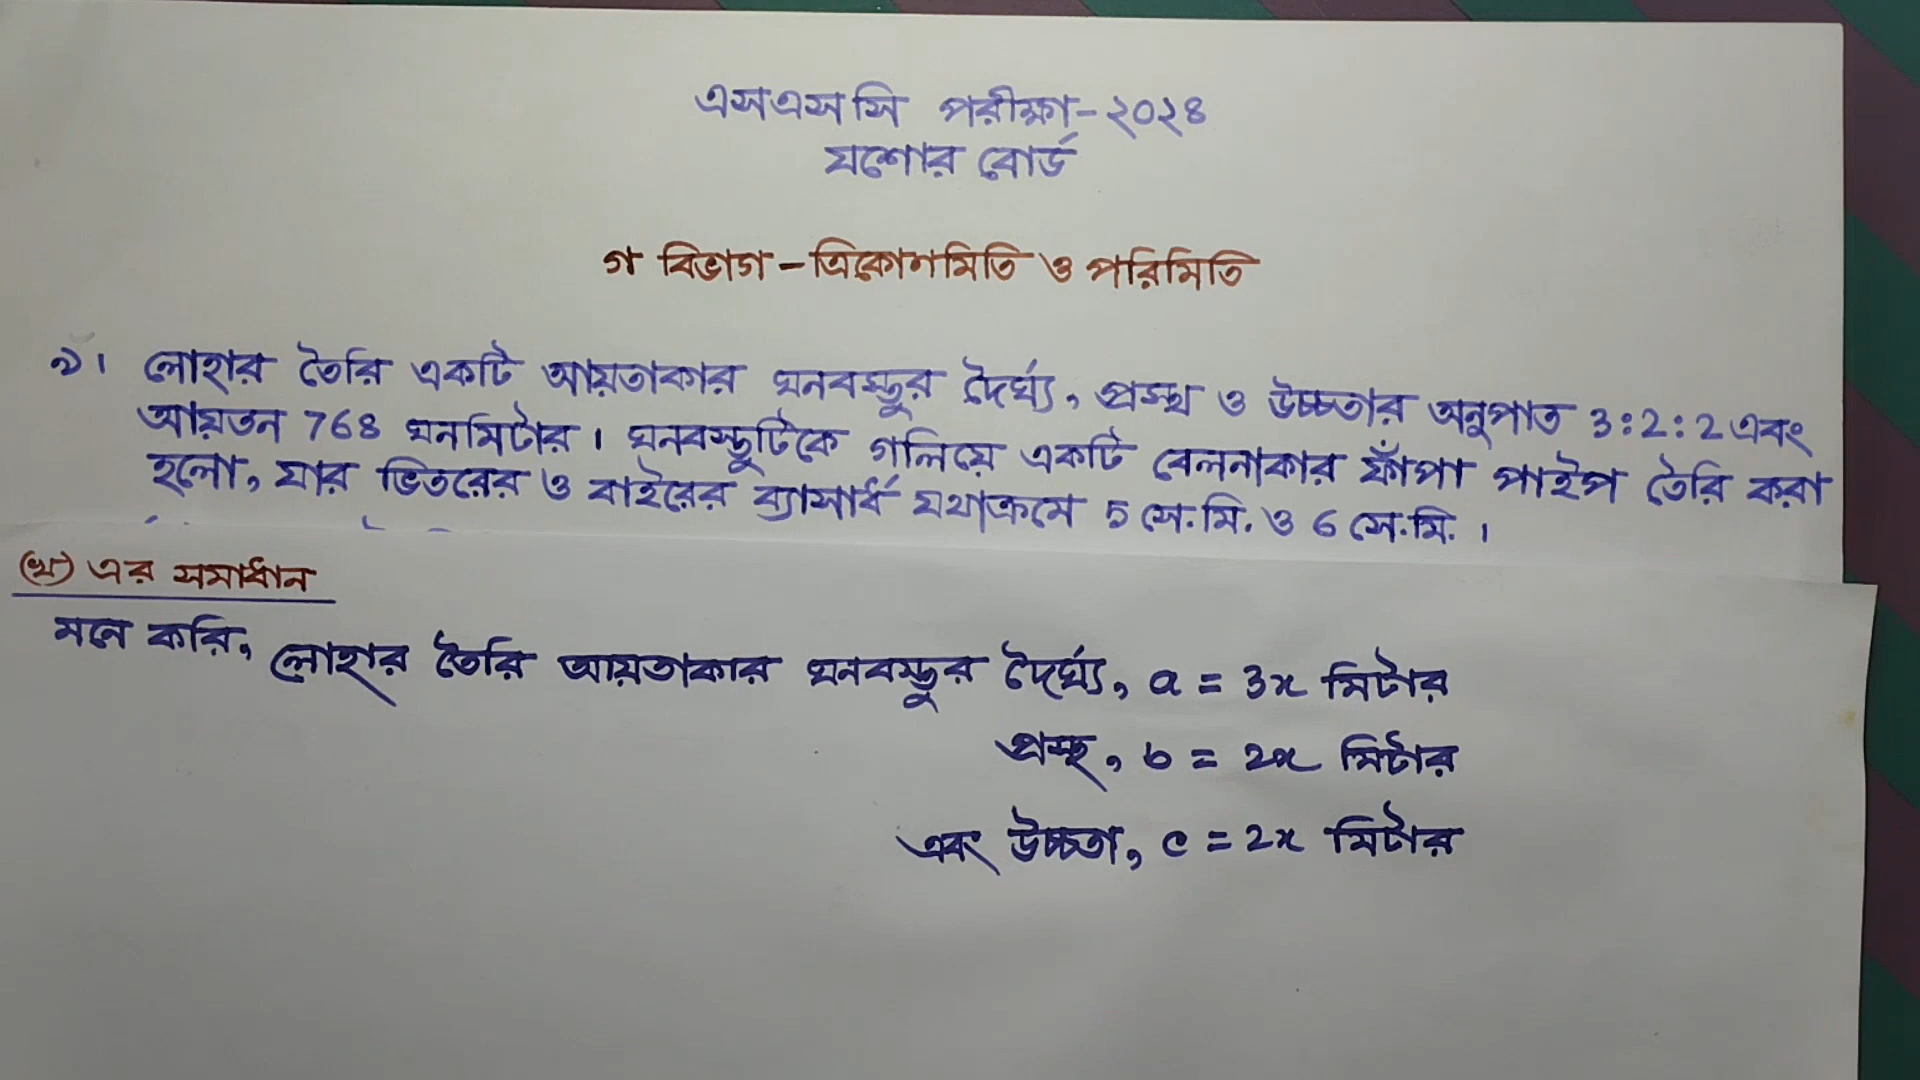 এসএসসি পরীক্ষা-২০২৪
যশোর বোর্ড
গ বিভাগ - ত্রিকোণমিতি ও পরিমিতি
৯। লোহার তৈরি একটি আয়তাকার ঘনবস্তুর দৈর্ঘ্য, প্রস্থ ও উচ্চতার অনুপাত 3:2:2 এবং
আয়তন 768 ঘনমিটার। ঘনবস্তুটিকে গলিয়ে একটি বেলনাকার ফাঁপা পাইপ তৈরি করা
হলো, যার ভিতরের ও বাইরের ব্যাসার্ধ যথাক্রমে 5 সে.মি. ও 6 সে.মি.।
(খ) এর সমাধান
মনে করি, লোহার তৈরি আয়তাকার ঘনবস্তুর দৈর্ঘ্য, a = 3x মিটার
প্রস্থ, b = 2x মিটার
এবং উচ্চতা, c = 2x মিটার